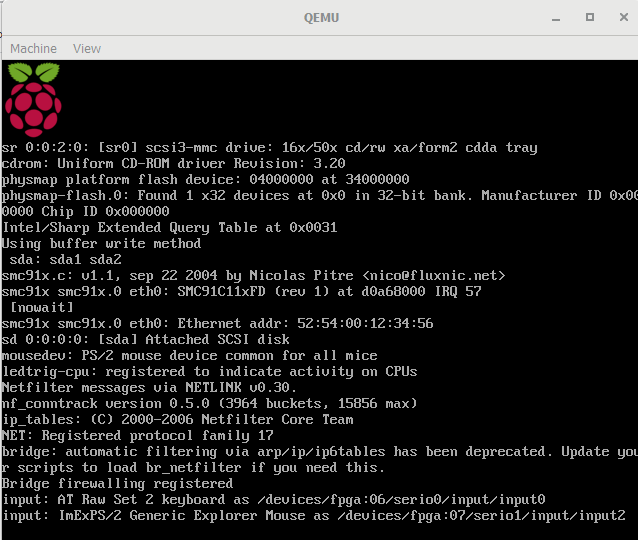 QEMU
Machine View
sr 0:0:2:0: [sr0] scsi3-mmc drive: 16x/50x cd/rw xa/form2 cdda tray
cdrom: Uniform CD-ROM driver Revision: 3.20
physmap platform flash device: 04000000 at 34000000
physmap-flash.0: Found 1 x32 devices at 0x0 in 32-bit bank. Manufacturer ID 0x00
0000 Chip ID 0x000000
Intel/Sharp Extended Query Table at 0x0031
Using buffer write method
sda: sda1 sda2
smc91x.c: v1.1, sep 22 2004 by Nicolas Pitre <nico@fluxnic.net>
smc91x smc91x.0 eth0: SMC91C11xFD (rev 1) at d0a68000 IRQ 57
[nowait]
smc91x smc91x.0 eth0: Ethernet addr: 52:54:00:12:34:56
sd 0:0:0:0: [sda] Attached SCSI disk
mousedev: PS/2 mouse device common for all mice
ledtrig-cpu: registered to indicate activity on CPUs
Netfilter messages via NETLINK v0.30.
nf_conntrack version 0.5.0 (3964 buckets, 15856 max)
ip_tables: (C) 2000-2006 Netfilter Core Team
NET: Registered protocol family 17
bridge: automatic filtering via arp/ip/ip6tables has been deprecated. Update you
r scripts to load br_netfilter if you need this.
Bridge firewalling registered
input: AT Raw Set 2 keyboard as /devices/fpga:06/serio0/input/input0
input: ImExPS/2 Generic Explorer Mouse as /devices/fpga:07/serio1/input/input2